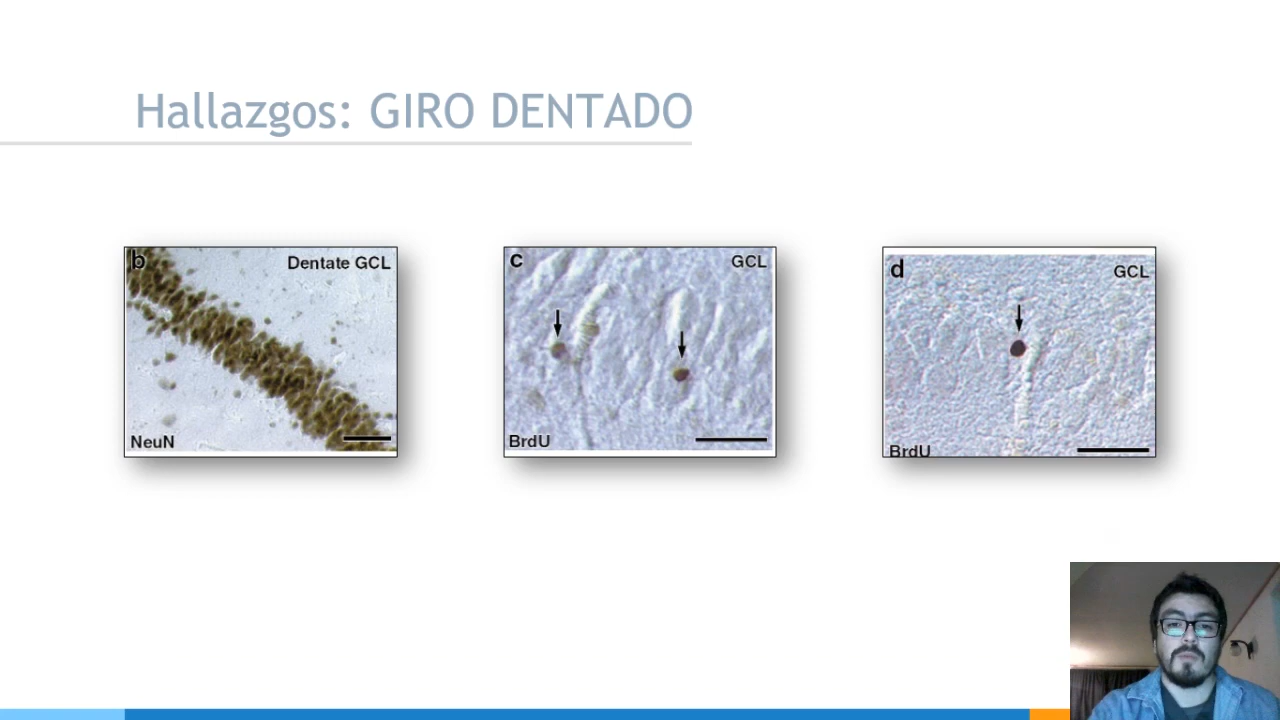 Hallazgos: GIRO DENTADO
b
Dentate GCL
NeuN
c
GCL
BrdU
d
GCL
BrdU